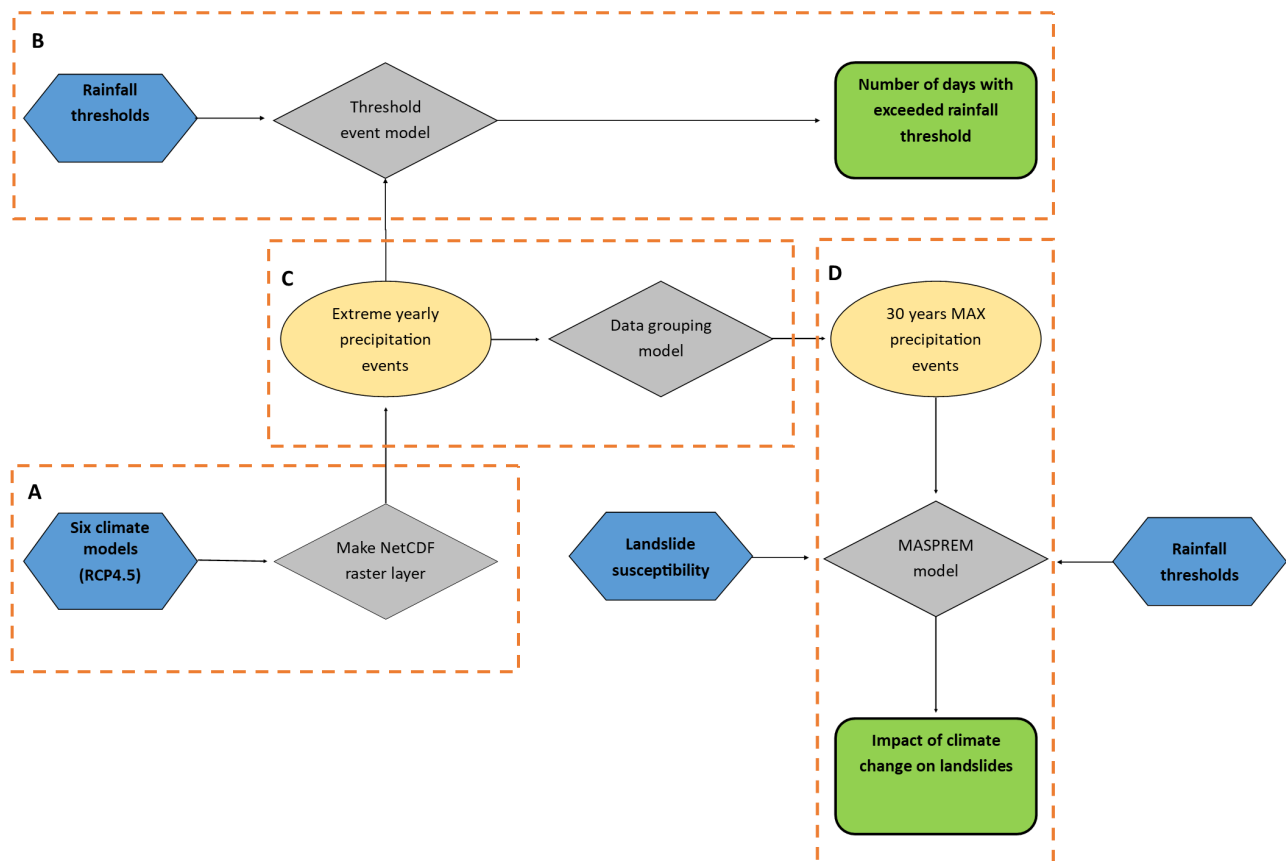 B
Rainfall
thresholds
Threshold
event model
Number of days with
exceeded rainfall
threshold
C
Extreme yearly
precipitation
events
Data grouping
model
D
30 years MAX
precipitation
events
A
Six climate
models
(RCP4.5)
Make NetCDF
raster layer
Landslide
susceptibility
MASPREM
model
Rainfall
thresholds
Impact of climate
change on landslides